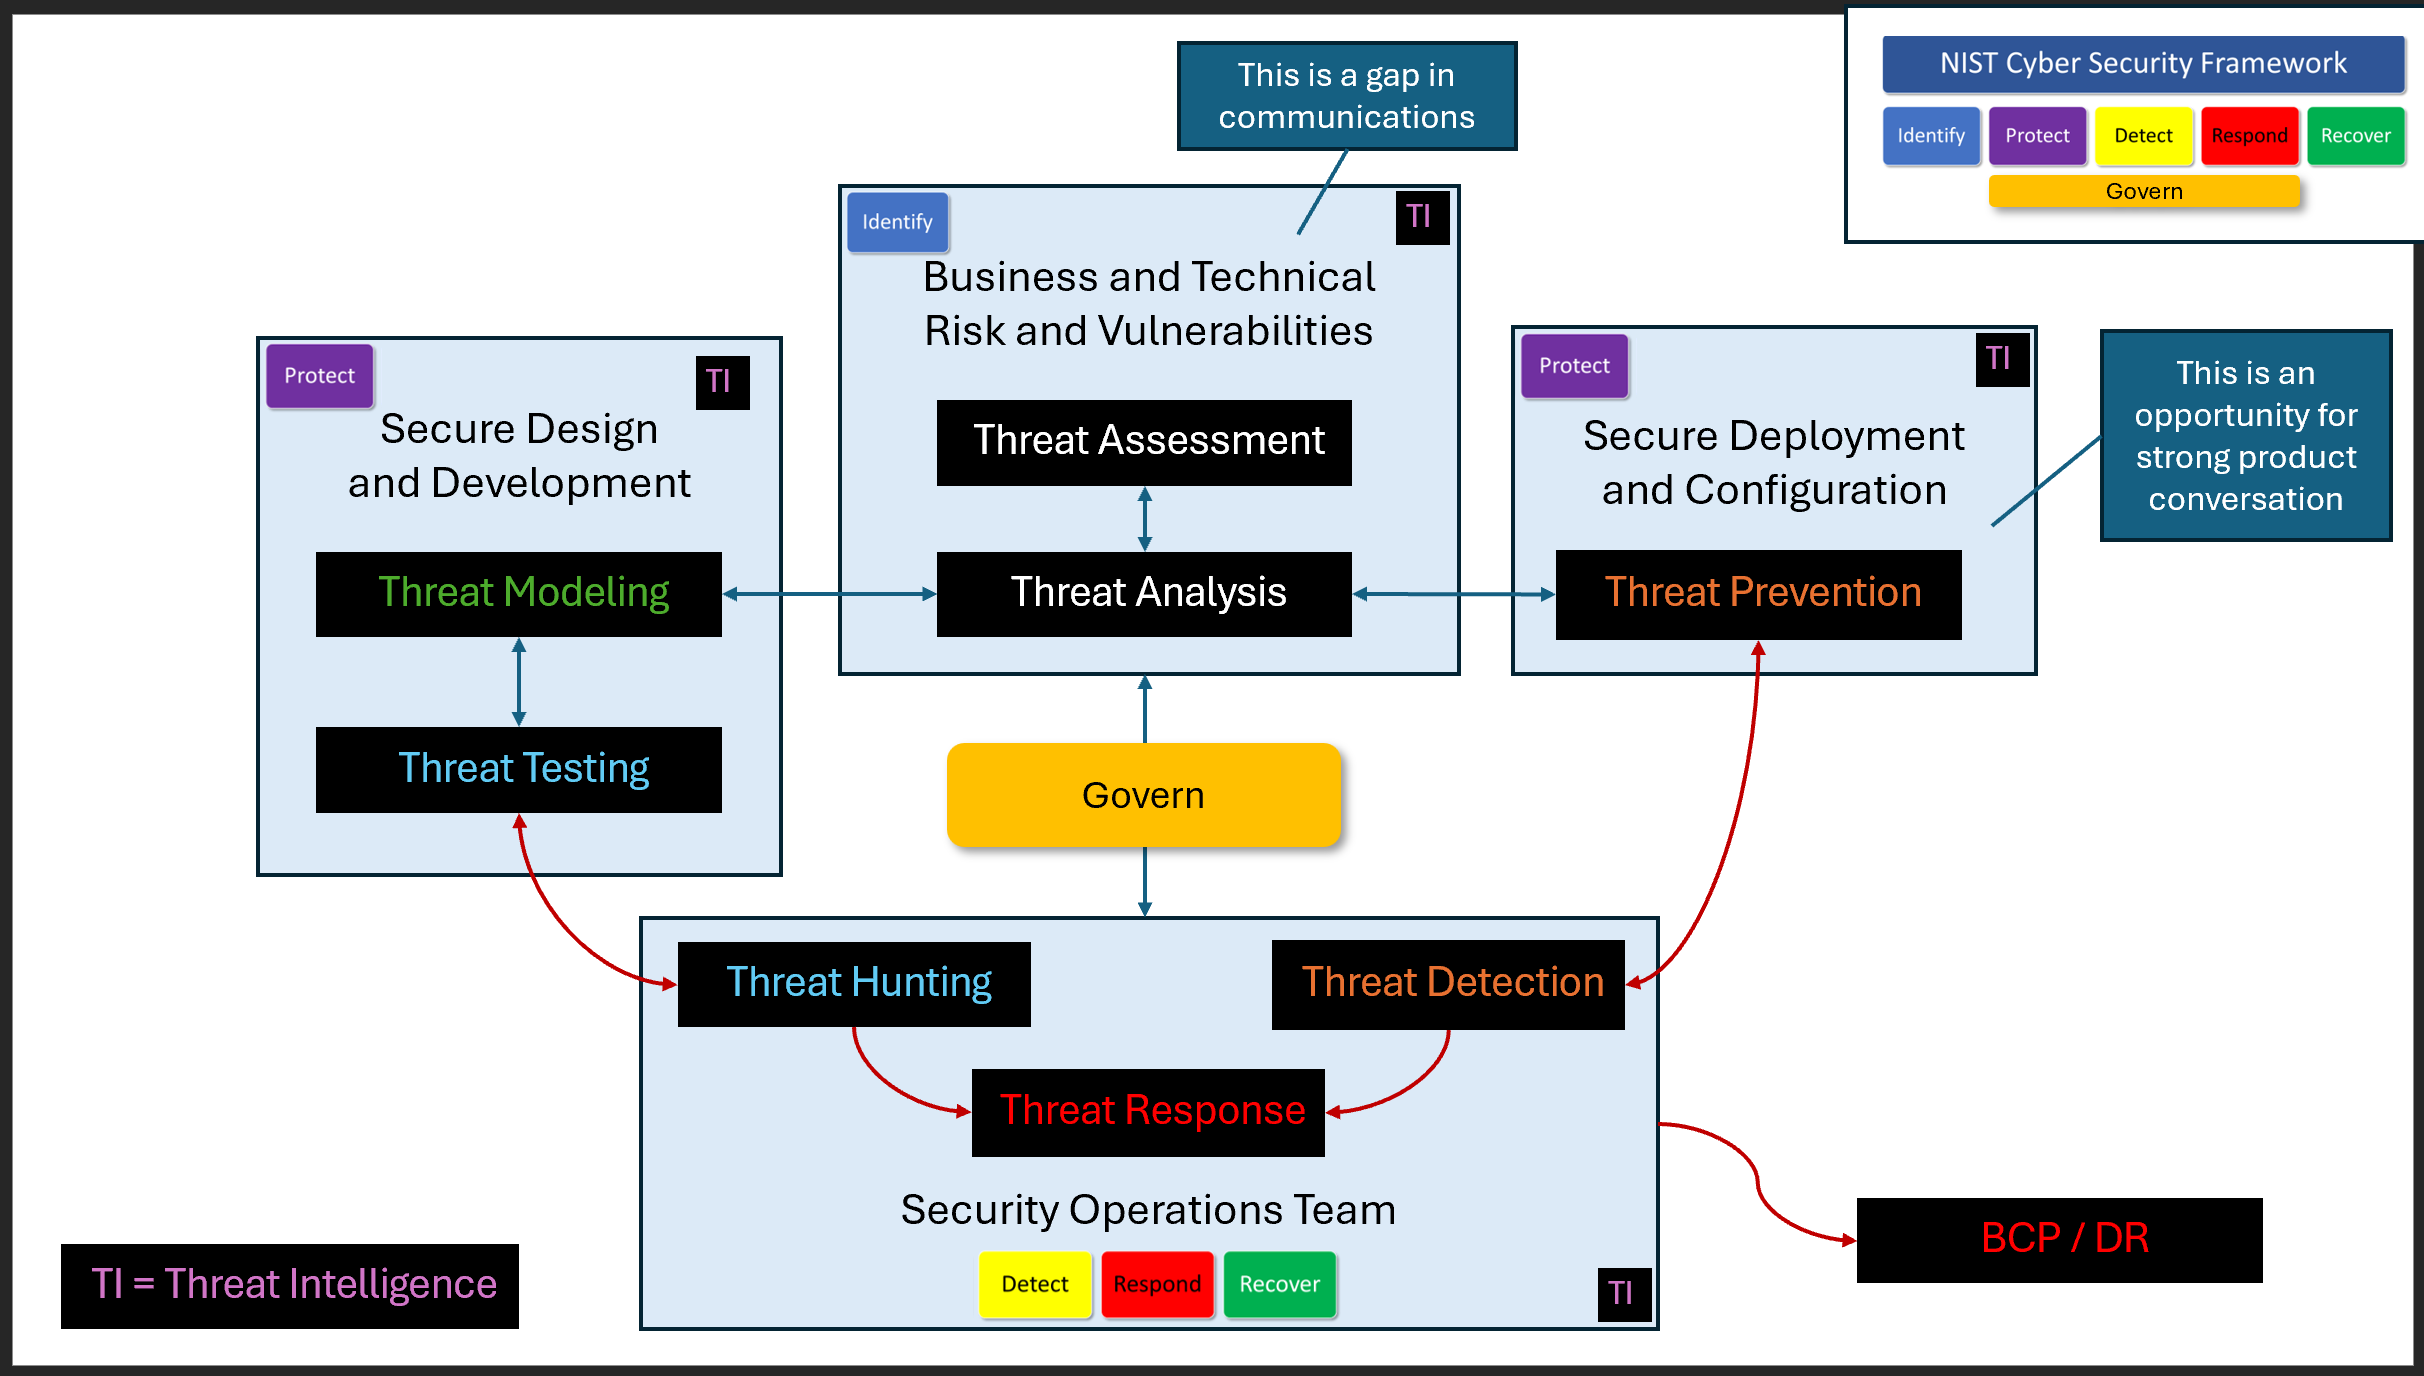 NIST Cyber Security Framework
Identify
Protect
Detect
Respond
Recover
Govern
This is a gap in
communications
Identify
TI
Business and Technical
Risk and Vulnerabilities
Threat Assessment
Threat Analysis
Protect
TI
Secure Design
and Development
Threat Modeling
Threat Testing
Protect
TI
Secure Deployment
and Configuration
Threat Prevention
This is an
opportunity for
strong product
conversation
Govern
Threat Hunting
Threat Detection
Threat Response
Security Operations Team
Detect
Respond
Recover
TI
BCP / DR
TI = Threat Intelligence